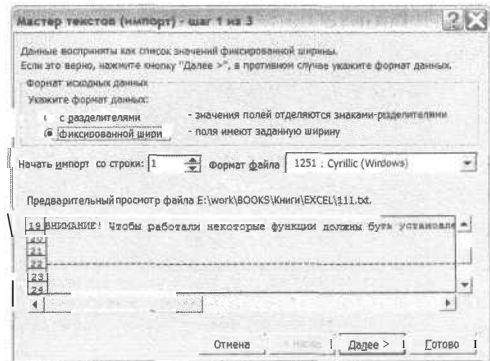 Мастер текстов (импорт) - шаг 1 из 3
Данные восприняты как список значений фиксированной ширины.
Если это верно, нажмите кнопку "Далее >", в противном случае укажите формат данных.
Формат исходных данных
Укажите формат данных:
с разделителями - значения полей отделяются знаками-разделителями
фиксированной шири - поля имеют заданную ширину
Начать импорт со строки: 1 Формат файла 1251 : Cyrillic (Windows)
Предварительный просмотр файла E:\work\BOOKS\Книги\EXCEL\111.txt.
19 ВНИМАНИЕ! Чтобы работали некоторые функции должны быть установле
20
21
22
23
24
Отмена < Назад Далее > Готово